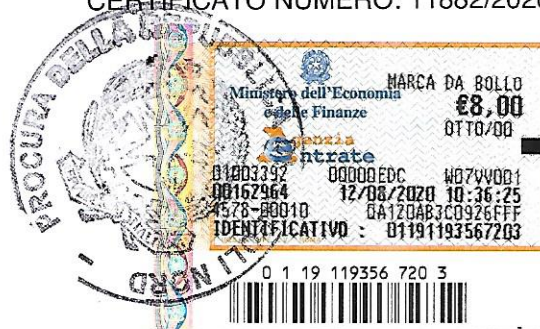 CERTIFICATO NUMERO: 11882/2020
PROCURA DELLA REPUBBLICA
NAPOLI NORD
Ministero dell'Economia
e delle Finanze
MARCA DA BOLLO
€8,00
OTTO/00
Agenzia
Entrate
01003392 00000EDC W07VV001
00162964 12/08/2020 10:36:25
4578-00010 0A120AB3C0926FFF
IDENTIFICATIVO : 01191193567203
0 1 19 119356 720 3